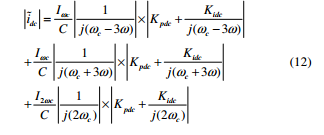 |ĩ_dc| = I_ωc/C |1/j(ω_c − 3ω)| × |K_pdc + K_idc/j(ω_c − 3ω)|
+ I_ωc/C |1/j(ω_c + 3ω)| × |K_pdc + K_idc/j(ω_c + 3ω)| (12)
+ I_2ωc/C |1/j(2ω_c)| × |K_pdc + K_idc/j(2ω_c)|